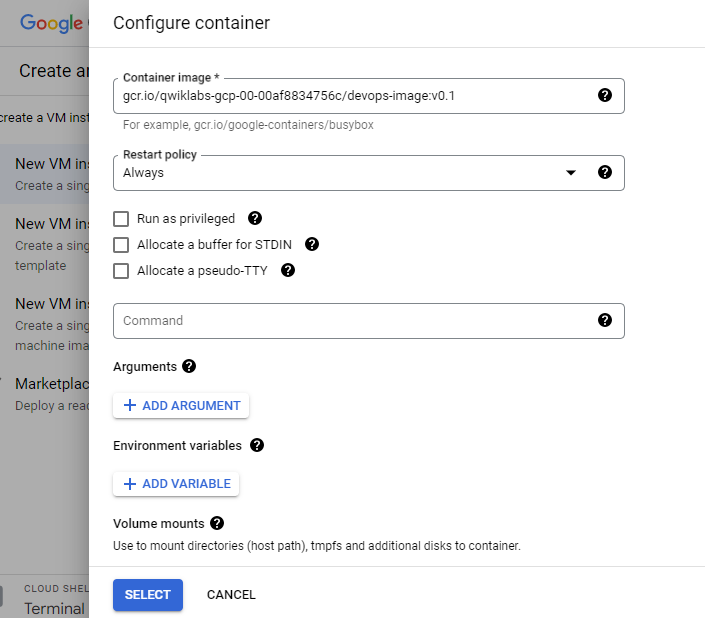 Google
Configure container
Create a
create a VM inst
Container image *
gcr.io/qwiklabs-gcp-00-00af8834756c/devops-image:v0.1
For example, gcr.io/google-containers/busybox
New VM ins
Create a sing
Restart policy
Always
New VM ins
Create a sing
template
Run as privileged
Allocate a buffer for STDIN
Allocate a pseudo-TTY
New VM ins
Create a sing
machine ima
Command
Marketplac
Deploy a rea
Arguments
ADD ARGUMENT
Environment variables
ADD VARIABLE
Volume mounts
Use to mount directories (host path), tmpfs and additional disks to container.
CLOUD SHEL
Terminal
SELECT
CANCEL